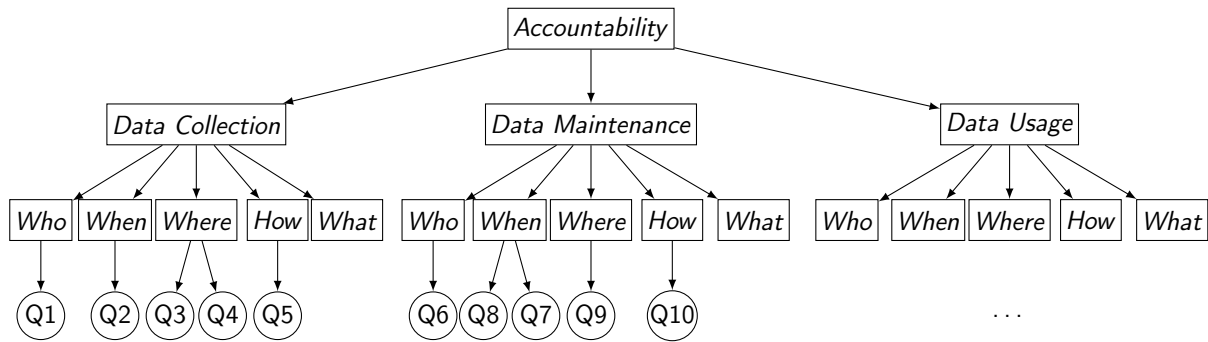 Accountability
Data Collection Data Maintenance Data Usage
Who When Where How What Who When Where How What Who When Where How What
Q1 Q2 Q3 Q4 Q5 Q6 Q8 Q7 Q9 Q10 ...